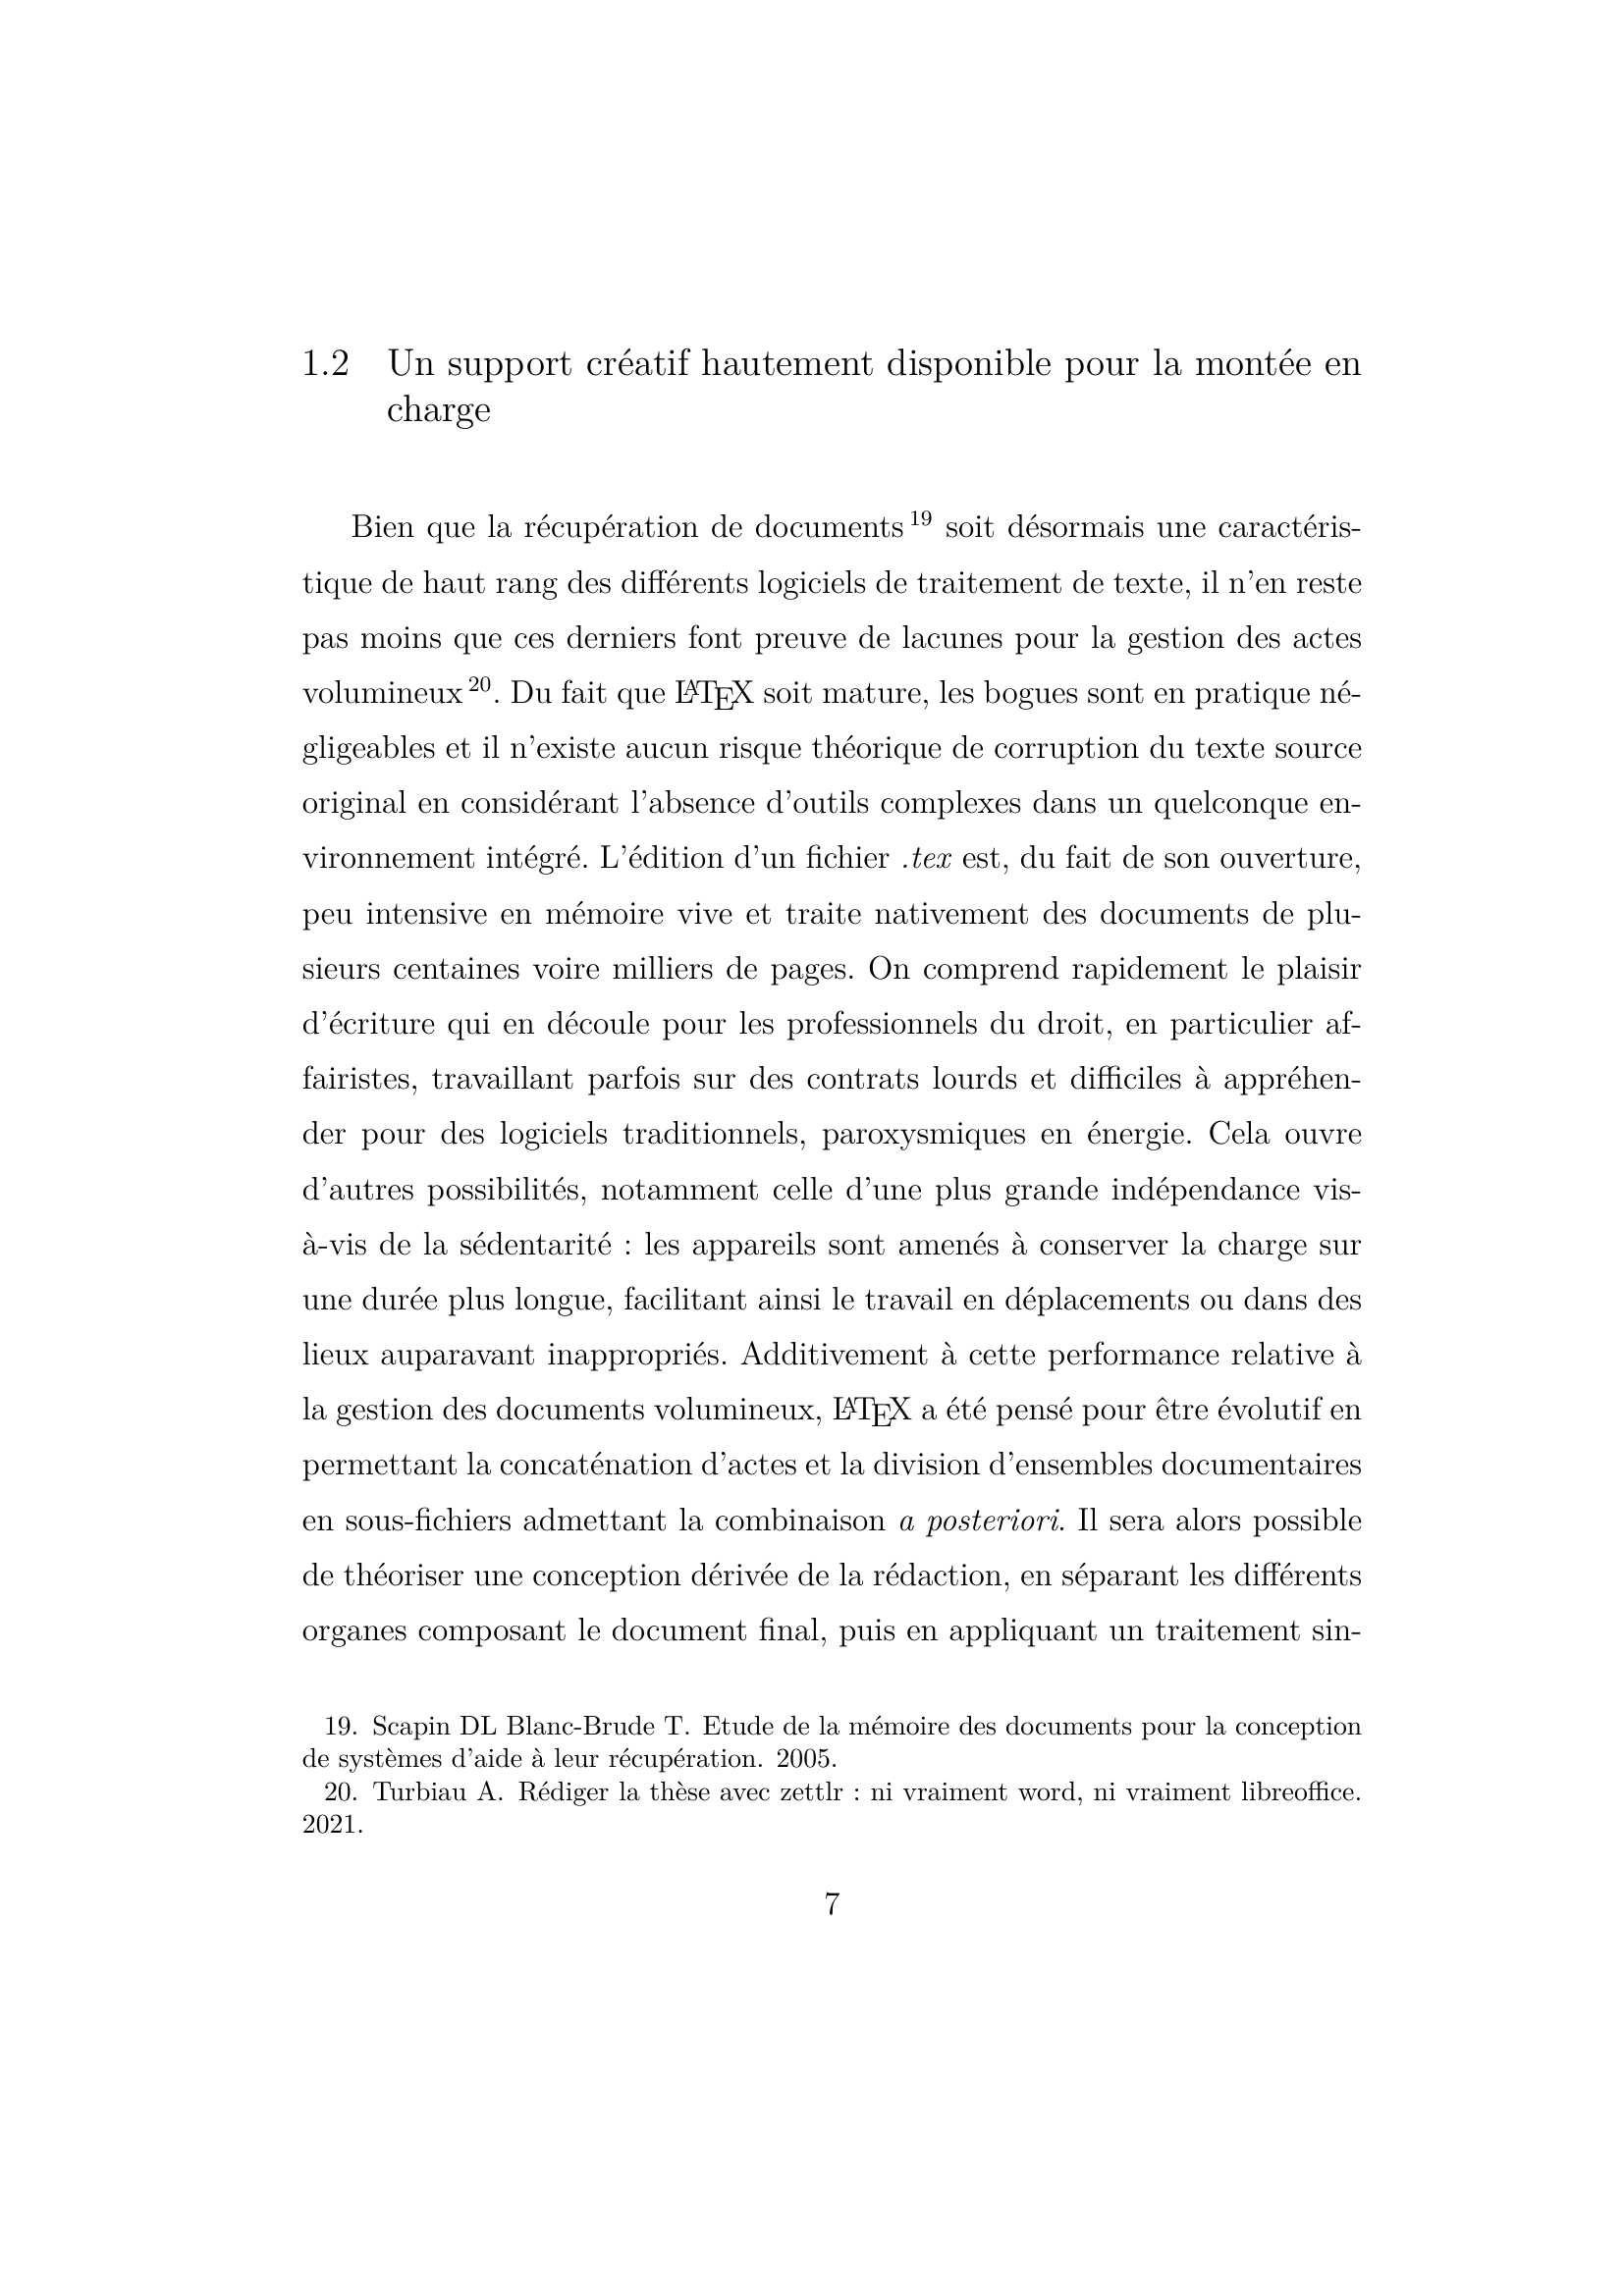 1.2 Un support créatif hautement disponible pour la montée en
charge
Bien que la récupération de documents 19 soit désormais une caractéris-
tique de haut rang des différents logiciels de traitement de texte, il n'en reste
pas moins que ces derniers font preuve de lacunes pour la gestion des actes
volumineux 20. Du fait que LATEX soit mature, les bogues sont en pratique né-
gligeables et il n'existe aucun risque théorique de corruption du texte source
original en considérant l'absence d'outils complexes dans un quelconque en-
vironnement intégré. L'édition d'un fichier .tex est, du fait de son ouverture,
peu intensive en mémoire vive et traite nativement des documents de plu-
sieurs centaines voire milliers de pages. On comprend rapidement le plaisir
d'écriture qui en découle pour les professionnels du droit, en particulier af-
fairistes, travaillant parfois sur des contrats lourds et difficiles à appréhen-
der pour des logiciels traditionnels, paroxysmiques en énergie. Cela ouvre
d'autres possibilités, notamment celle d'une plus grande indépendance vis-
à-vis de la sédentarité : les appareils sont amenés à conserver la charge sur
une durée plus longue, facilitant ainsi le travail en déplacements ou dans des
lieux auparavant inappropriés. Additivement à cette performance relative à
la gestion des documents volumineux, LATEX a été pensé pour être évolutif en
permettant la concaténation d'actes et la division d'ensembles documentaires
en sous-fichiers admettant la combinaison a posteriori. Il sera alors possible
de théoriser une conception dérivée de la rédaction, en séparant les différents
organes composant le document final, puis en appliquant un traitement sin-
19. Scapin DL Blanc-Brude T. Etude de la mémoire des documents pour la conception
de systèmes d'aide à leur récupération. 2005.
20. Turbiau A. Rédiger la thèse avec zettlr : ni vraiment word, ni vraiment libreoffice.
2021.
7